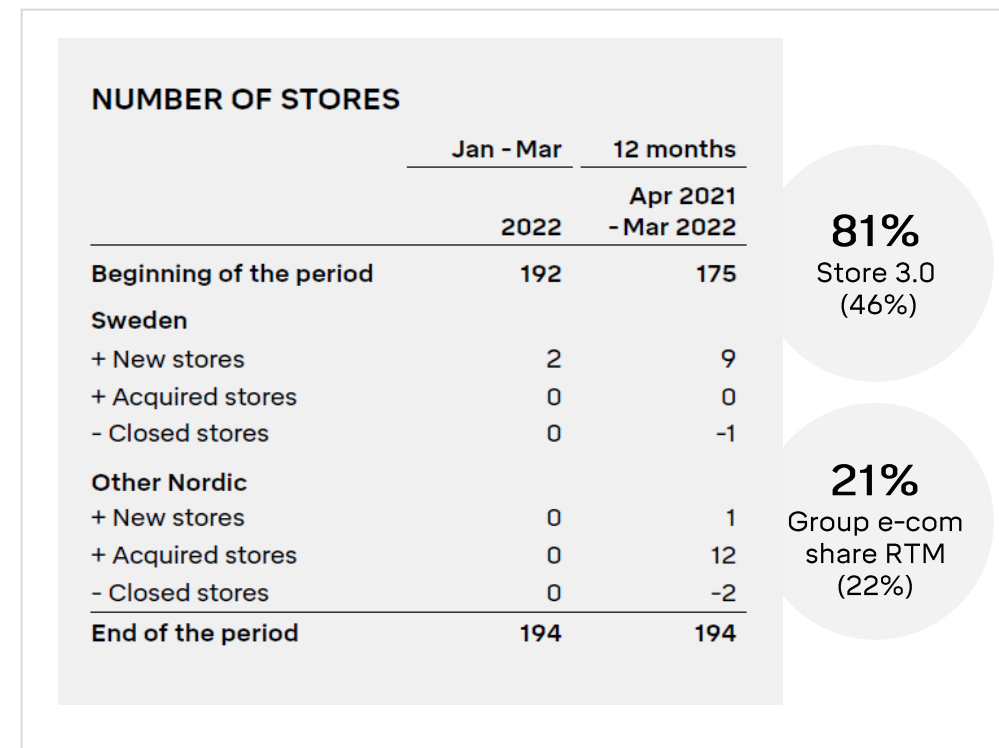 NUMBER OF STORES
Jan - Mar 12 months
Apr 2021
2022 - Mar 2022
Beginning of the period 192 175
Sweden
+ New stores 2 9
+ Acquired stores 0 0
- Closed stores 0 -1
Other Nordic
+ New stores 0 1
+ Acquired stores 0 12
- Closed stores 0 -2
End of the period 194 194
81%
Store 3.0
(46%)
21%
Group e-com
share RTM
(22%)